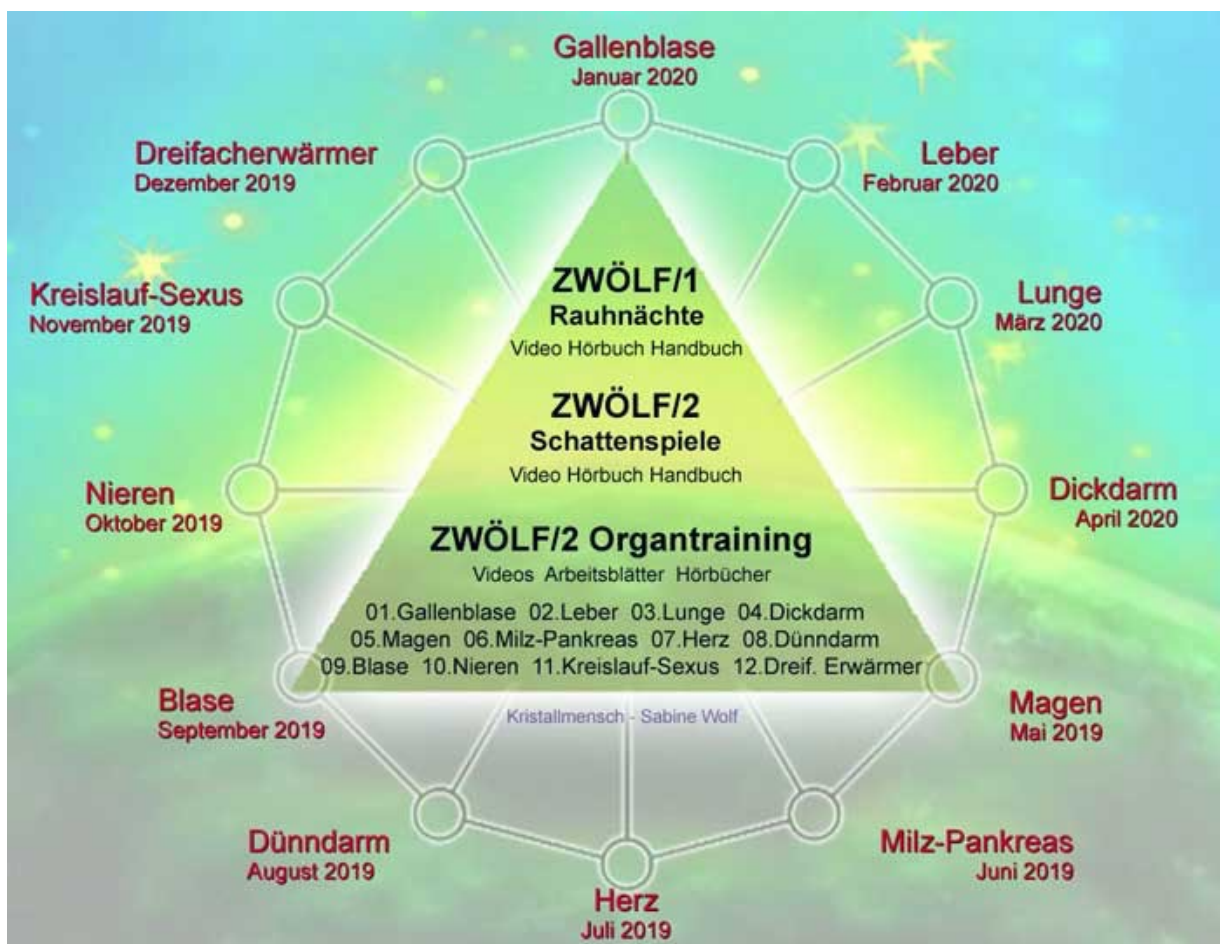 Gallenblase
Januar 2020
Dreifacherwärmer
Dezember 2019
Leber
Februar 2020
Kreislauf-Sexus
November 2019
Lunge
März 2020
ZWÖLF/1
Rauhnächte
Video Hörbuch Handbuch
ZWÖLF/2
Schattenspiele
Video Hörbuch Handbuch
Nieren
Oktober 2019
Dickdarm
April 2020
ZWÖLF/2 Organtraining
Videos Arbeitsblätter Hörbücher
01.Gallenblase 02.Leber 03.Lunge 04.Dickdarm
05.Magen 06.Milz-Pankreas 07.Herz 08.Dünndarm
09.Blase 10.Nieren 11.Kreislauf-Sexus 12.Dreif. Erwärmer
Blase
September 2019
Magen
Mai 2019
Kristallmensch - Sabine Wolf
Dünndarm
August 2019
Milz-Pankreas
Juni 2019
Herz
Juli 2019